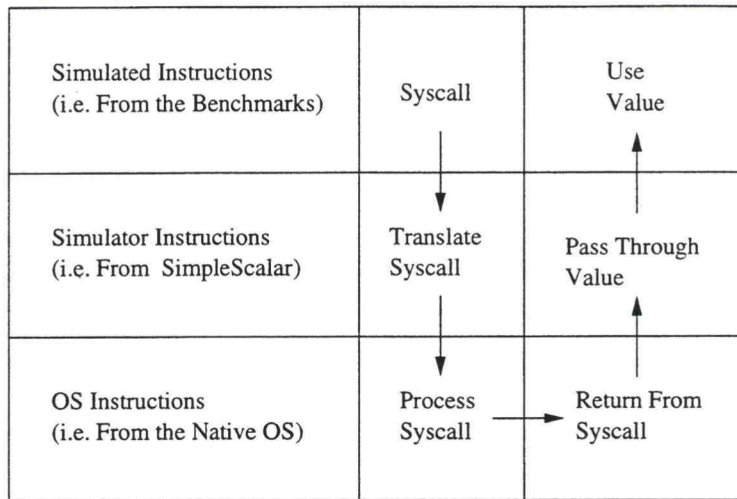 Simulated Instructions
(i.e. From the Benchmarks)
Syscall
Use
Value
Simulator Instructions
(i.e. From SimpleScalar)
Translate
Syscall
Pass Through
Value
OS Instructions
(i.e. From the Native OS)
Process
Syscall
Return From
Syscall